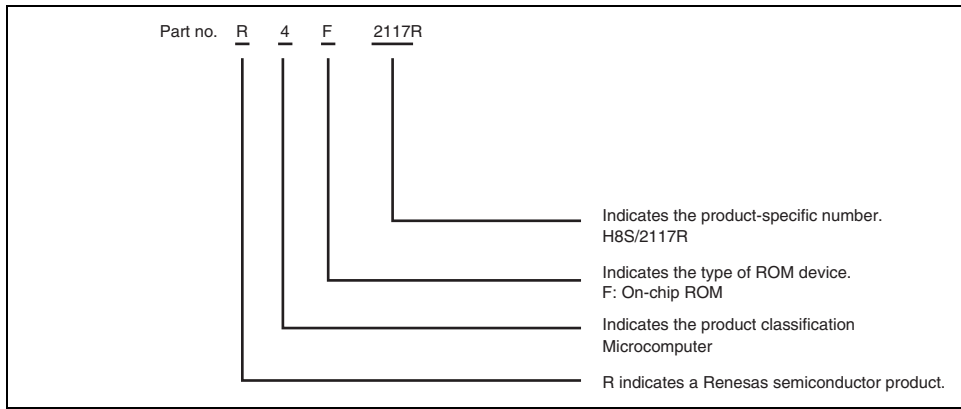 Part no. R 4 F 2117R
Indicates the product-specific number.
H8S/2117R
Indicates the type of ROM device.
F: On-chip ROM
Indicates the product classification
Microcomputer
R indicates a Renesas semiconductor product.